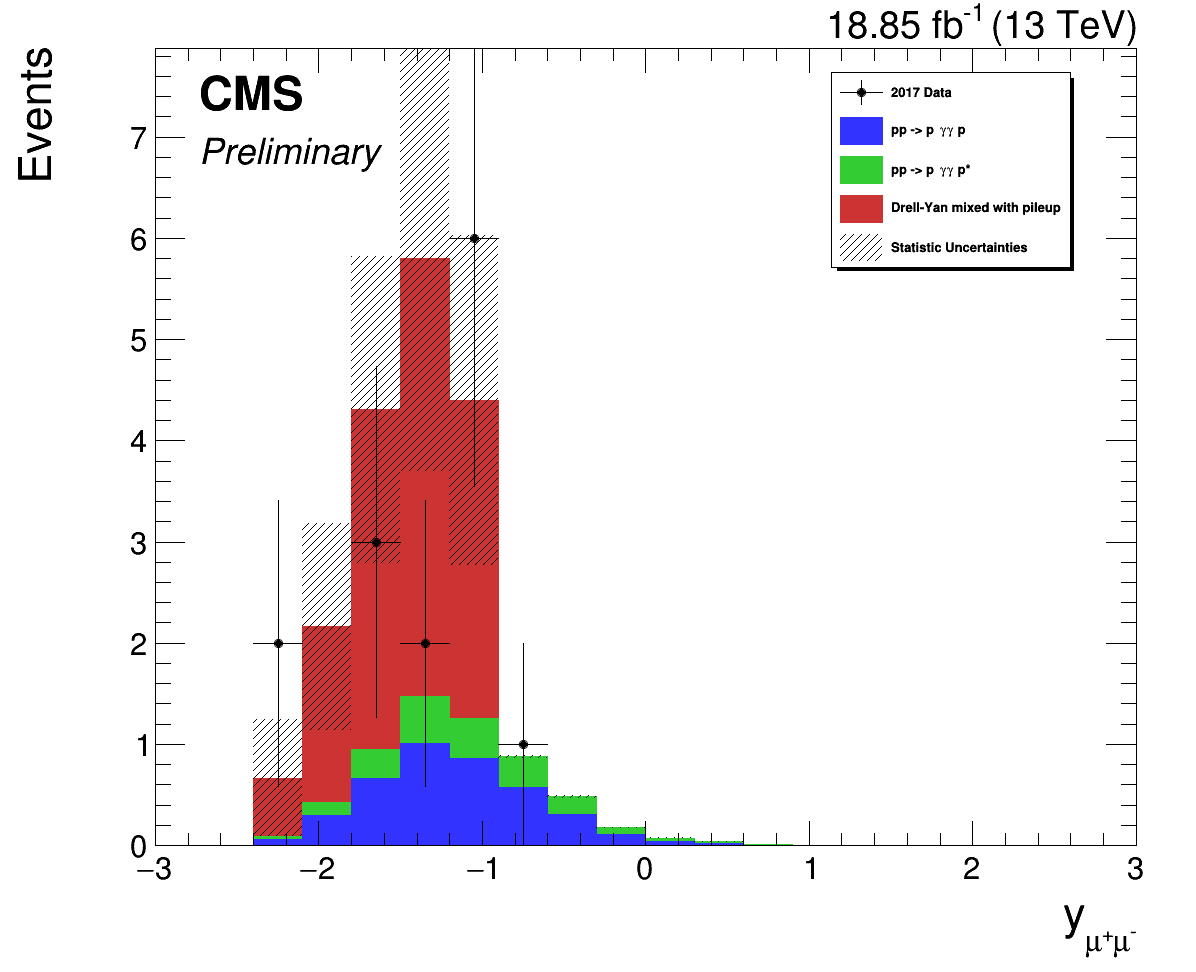 18.85 fb⁻¹ (13 TeV)
Events
CMS
Preliminary
2017 Data
pp -> p γγ p
pp -> p γγ p*
Drell-Yan mixed with pileup
Statistic Uncertainties
7
6
5
4
3
2
1
0
−3 −2 −1 0 1 2 3
y_μ⁺μ⁻